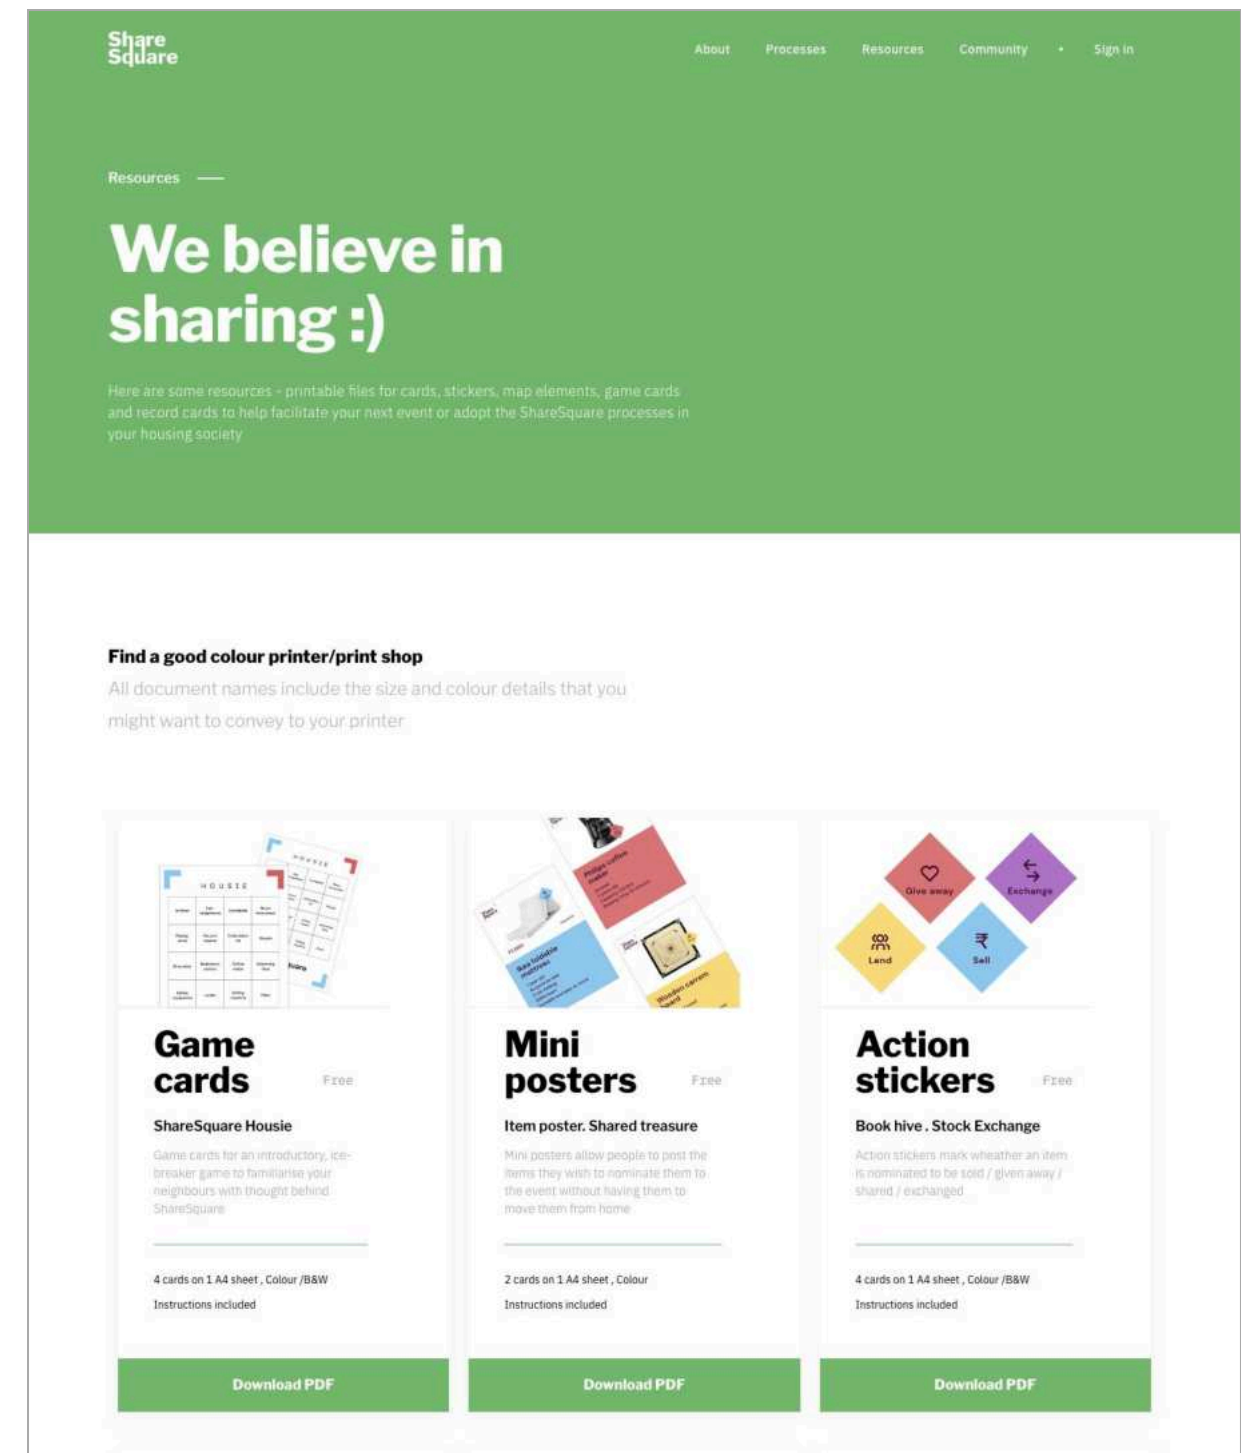 Share
Square
About Processes Resources Community • Sign in
Resources
We believe in
sharing :)
Here are some resources - printable files for cards, stickers, map elements, game cards
and record cards to help facilitate your next event or adopt the ShareSquare processes in
your housing society
Find a good colour printer/print shop
All document names include the size and colour details that you
might want to convey to your printer
HOUSIE
HOUSIE
Game
cards
Free
ShareSquare Housie
Game cards for an introductory, ice-
breaker game to familiarise your
neighbours with thought behind
ShareSquare
4 cards on 1 A4 sheet , Colour /B&W
Instructions included
Download PDF
Philips coffee
maker
Ikea foldable
mattress
Wooden carrom
board
Mini
posters
Free
Item poster. Shared treasure
Mini posters allow people to post the
items they wish to nominate them to
the event without having them to
move them from home
2 cards on 1 A4 sheet , Colour
Instructions included
Download PDF
Give away
Exchange
Lend
₹
Sell
Action
stickers
Free
Book hive . Stock Exchange
Action stickers mark wheather an item
is nominated to be sold / given away /
shared / exchanged
4 cards on 1 A4 sheet , Colour /B&W
Instructions included
Download PDF